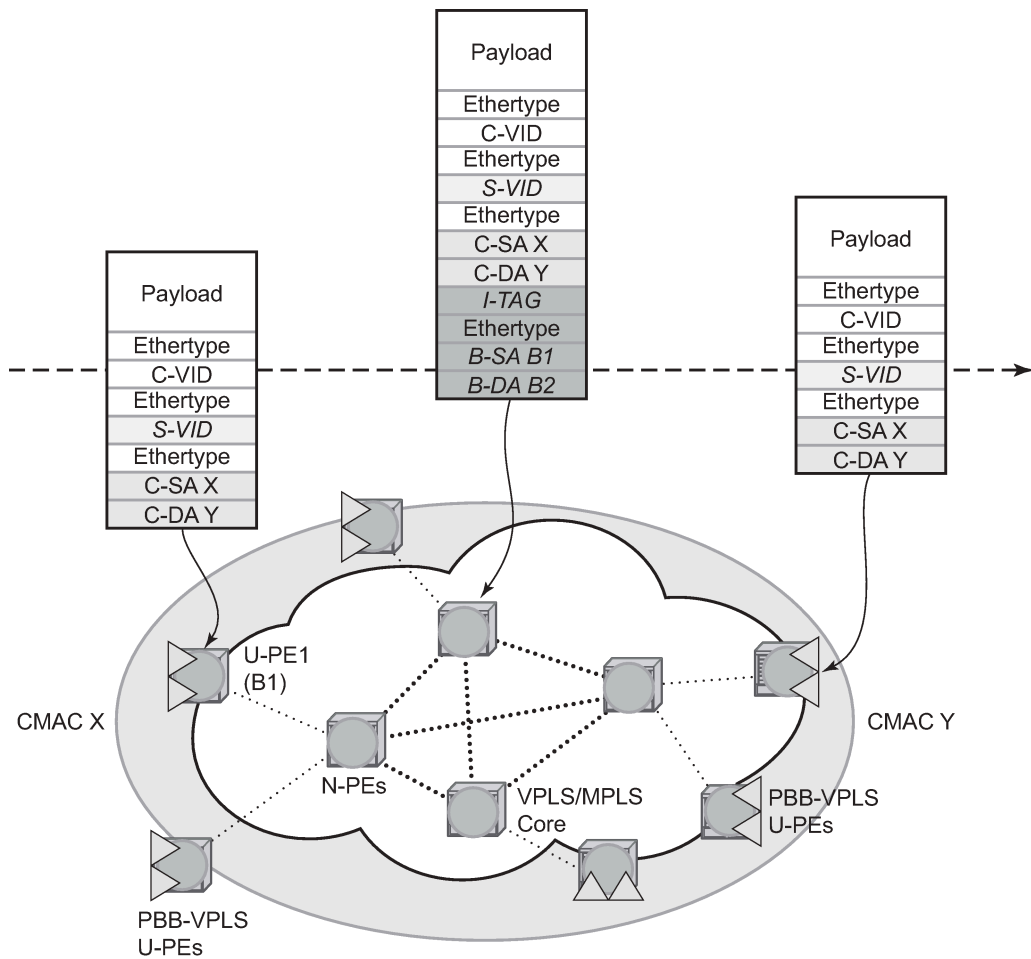 Payload
Ethertype
C-VID
Ethertype
S-VID
Ethertype
C-SA X
C-DA Y
Payload
Ethertype
C-VID
Ethertype
S-VID
Ethertype
C-SA X
C-DA Y
I-TAG
Ethertype
B-SA B1
B-DA B2
Payload
Ethertype
C-VID
Ethertype
S-VID
Ethertype
C-SA X
C-DA Y
U-PE1
(B1)
CMAC X
CMAC Y
N-PEs
VPLS/MPLS
Core
PBB-VPLS
U-PEs
PBB-VPLS
U-PEs